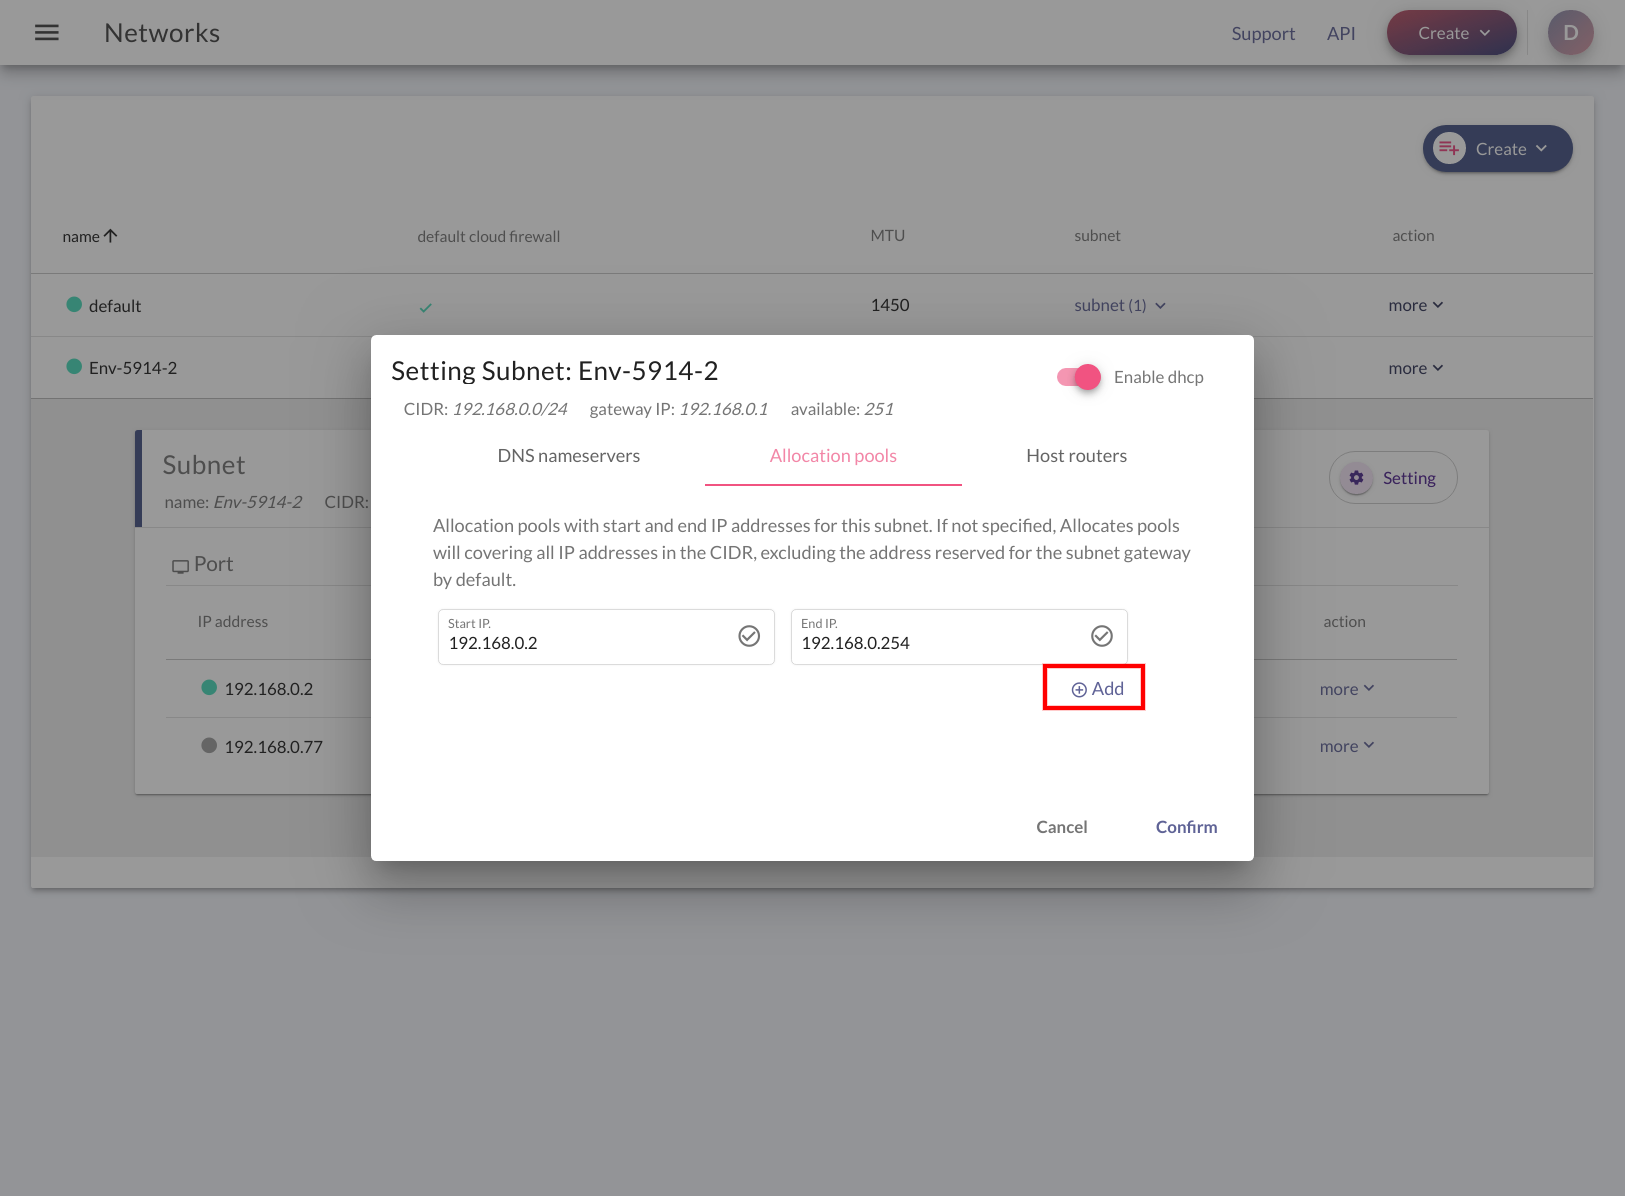 Networks
Support API Create D
Create
name default cloud firewall MTU subnet action
default 1450 subnet (1) more
Env-5914-2 more
Setting Subnet: Env-5914-2 Enable dhcp
CIDR: 192.168.0.0/24 gateway IP: 192.168.0.1 available: 251
DNS nameservers Allocation pools Host routers
Allocation pools with start and end IP addresses for this subnet. If not specified, Allocates pools
will covering all IP addresses in the CIDR, excluding the address reserved for the subnet gateway
by default.
Start IP. End IP.
192.168.0.2 192.168.0.254
Add
Cancel Confirm
Subnet
name: Env-5914-2 CIDR:
Setting
Port
IP address action
192.168.0.2 more
192.168.0.77 more